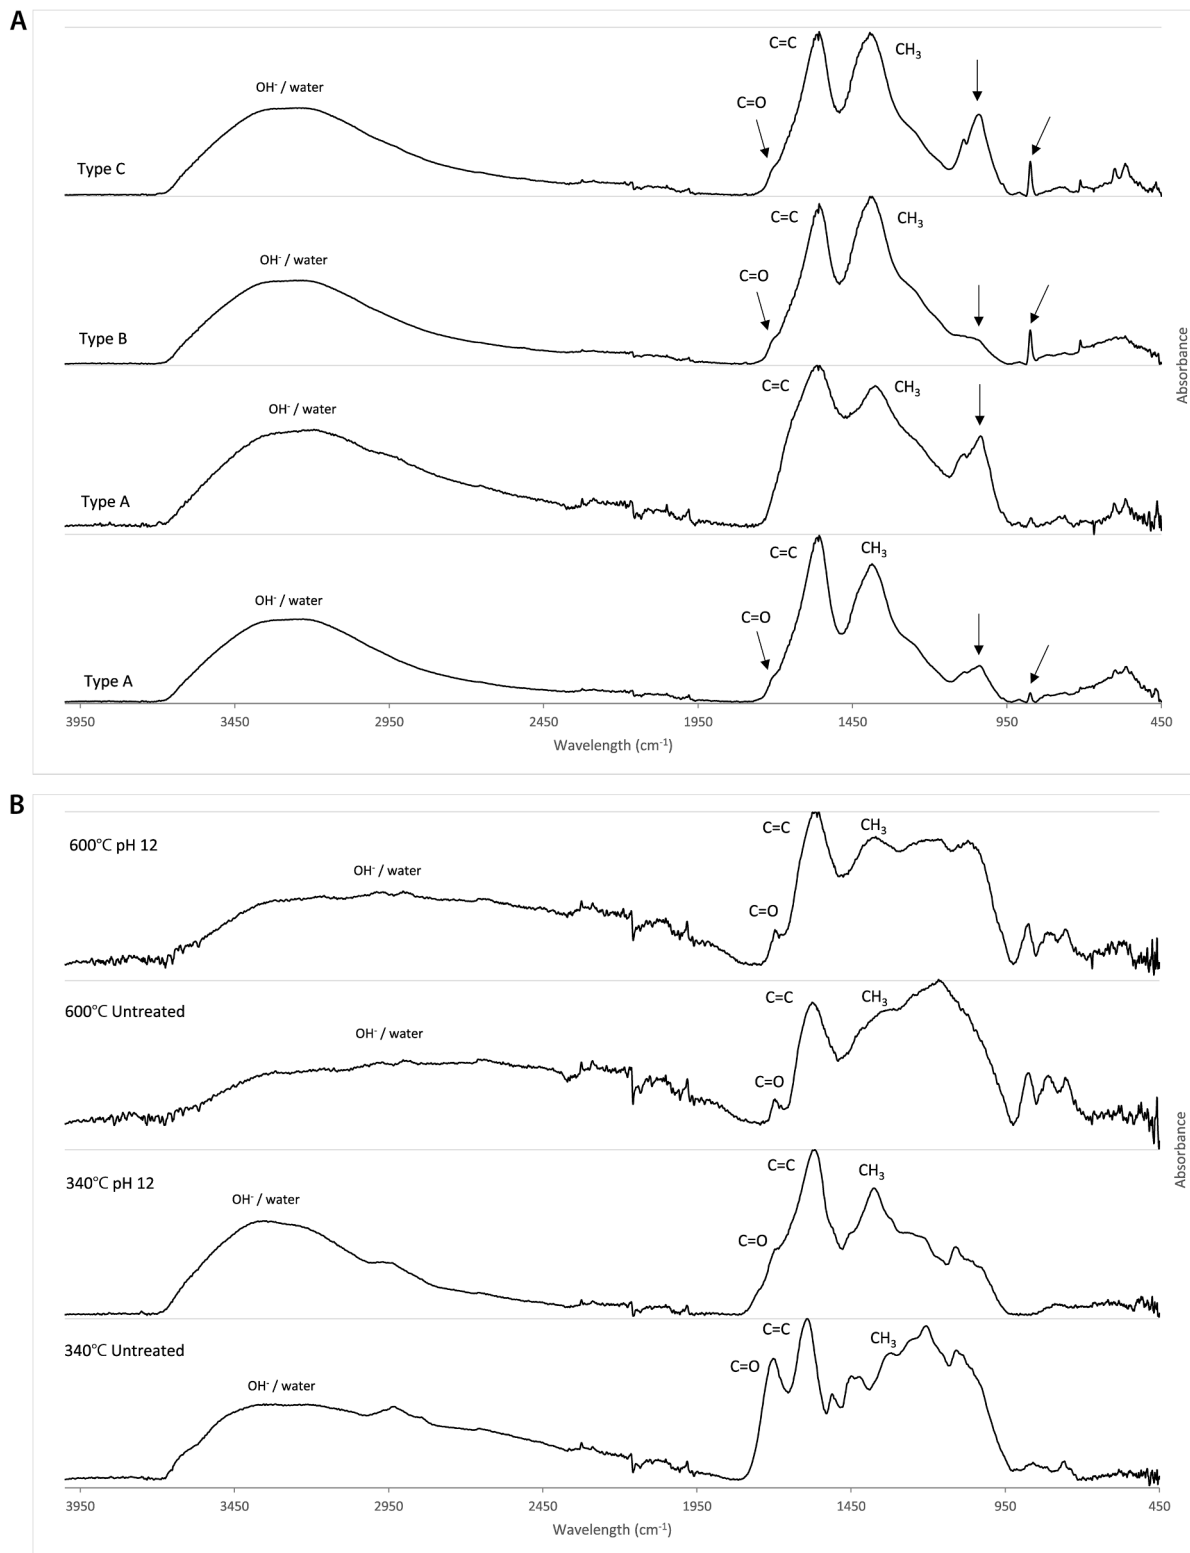 A
C=C
CH₃
OH⁻ / water
C=O
Type C
C=C
CH₃
OH⁻ / water
C=O
Type B
Absorbance
C=C
CH₃
OH⁻ / water
Type A
C=C
CH₃
OH⁻ / water
C=O
Type A
3950 3450 2950 2450 1950 1450 950 450
Wavelength (cm⁻¹)
B
C=C
CH₃
600℃ pH 12
OH⁻ / water
C=O
C=C
CH₃
600℃ Untreated
OH⁻ / water
C=O
Absorbance
C=C
CH₃
340℃ pH 12
OH⁻ / water
C=O
C=C
CH₃
340℃ Untreated
C=O
OH⁻ / water
3950 3450 2950 2450 1950 1450 950 450
Wavelength (cm⁻¹)